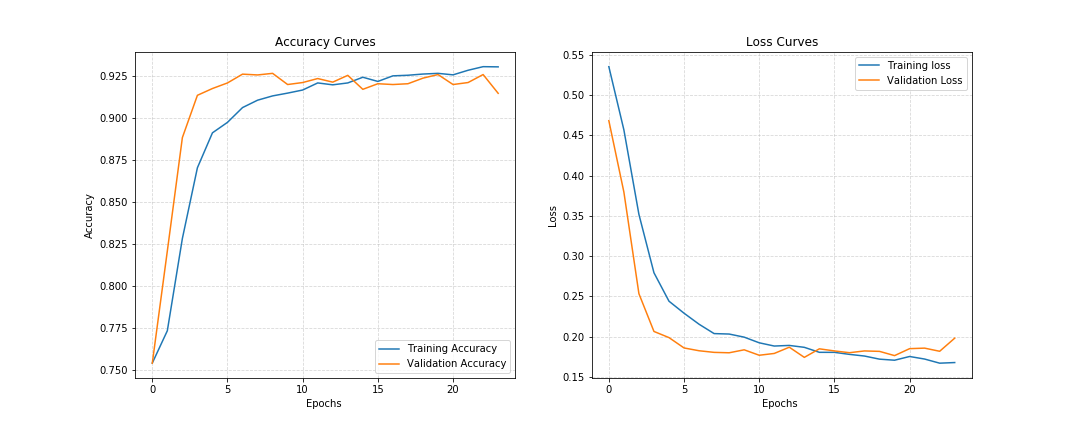 Accuracy Curves
Accuracy
0.925
0.900
0.875
0.850
0.825
0.800
0.775
0.750
0
5
10
15
20
Epochs
Training Accuracy
Validation Accuracy
Loss Curves
Loss
0.55
0.50
0.45
0.40
0.35
0.30
0.25
0.20
0.15
0
5
10
15
20
Epochs
Training loss
Validation Loss